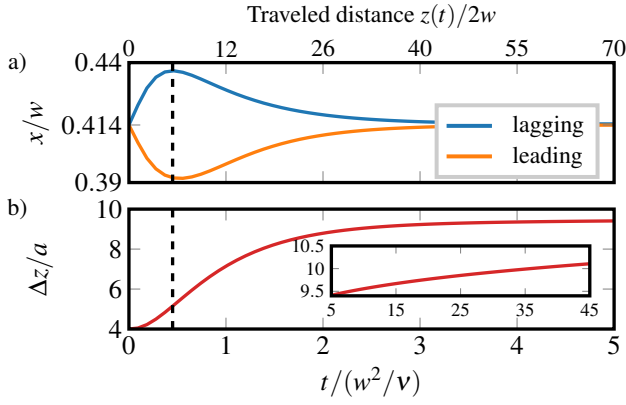 Traveled distance z(t)/2w
0 12 26 40 55 70
a)
0.44
0.414
0.39
x/w
lagging
leading
b)
10
8
6
4
Δz/a
10.5
10
9.5
5 15 25 35 45
0 1 2 3 4 5
t/(w²/ν)